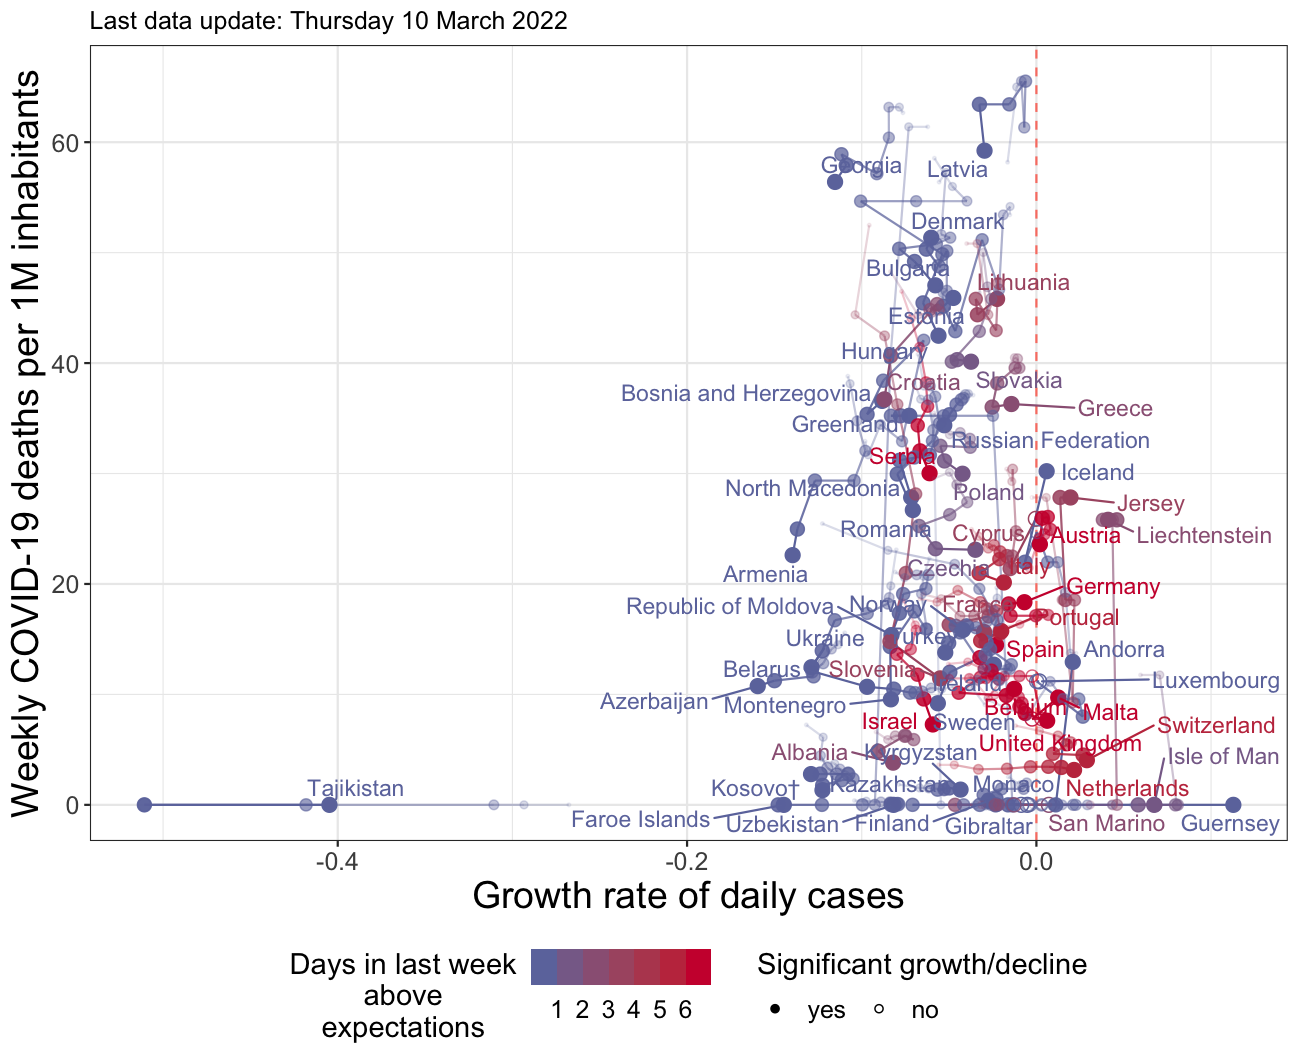 Last data update: Thursday 10 March 2022
Weekly COVID-19 deaths per 1M inhabitants
60
40
20
0
Georgia
Latvia
Denmark
Bulgaria
Lithuania
Estonia
Hungary
Croatia
Slovakia
Bosnia and Herzegovina
Greece
Greenland
Russian Federation
Serbia
Iceland
North Macedonia
Poland
Jersey
Romania
Cyprus
Austria
Liechtenstein
Armenia
Czechia
Italy
Germany
Republic of Moldova
Norway
France
Portugal
Ukraine
Turkey
Spain
Andorra
Belarus
Slovenia
Ireland
Luxembourg
Azerbaijan
Montenegro
Belgium
Malta
Israel
Sweden
Switzerland
Albania
Kyrgyzstan
United Kingdom
Isle of Man
Tajikistan
Kosovo†
Kazakhstan
Monaco
Netherlands
Faroe Islands
Uzbekistan
Finland
Gibraltar
San Marino
Guernsey
-0.4
-0.2
0.0
Growth rate of daily cases
Days in last week
above
expectations
1 2 3 4 5 6
Significant growth/decline
yes
no